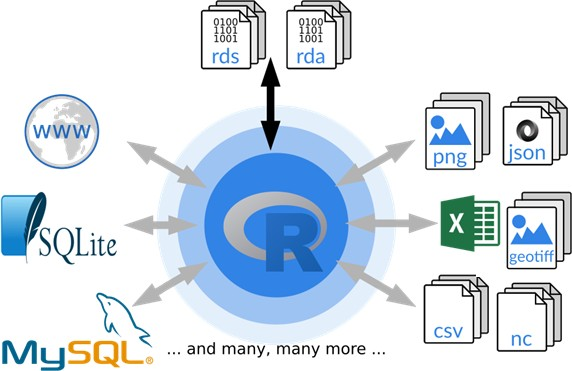 0100
1101
1001
rds
0100
1101
1001
rda
www
png
json
SQLite
R
X
geotiff
MySQL®
csv
nc
... and many, many more ...